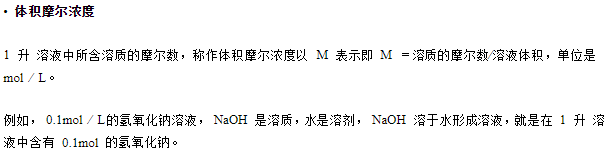 • 体积摩尔浓度
1 升 溶液中所含溶质的摩尔数，称作体积摩尔浓度以 M 表示即 M ＝溶质的摩尔数∕溶液体积，单位是
mol∕L。
例如， 0.1mol∕L的氢氧化钠溶液， NaOH 是溶质，水是溶剂， NaOH 溶于水形成溶液，就是在 1 升 溶
液中含有 0.1mol 的氢氧化钠。